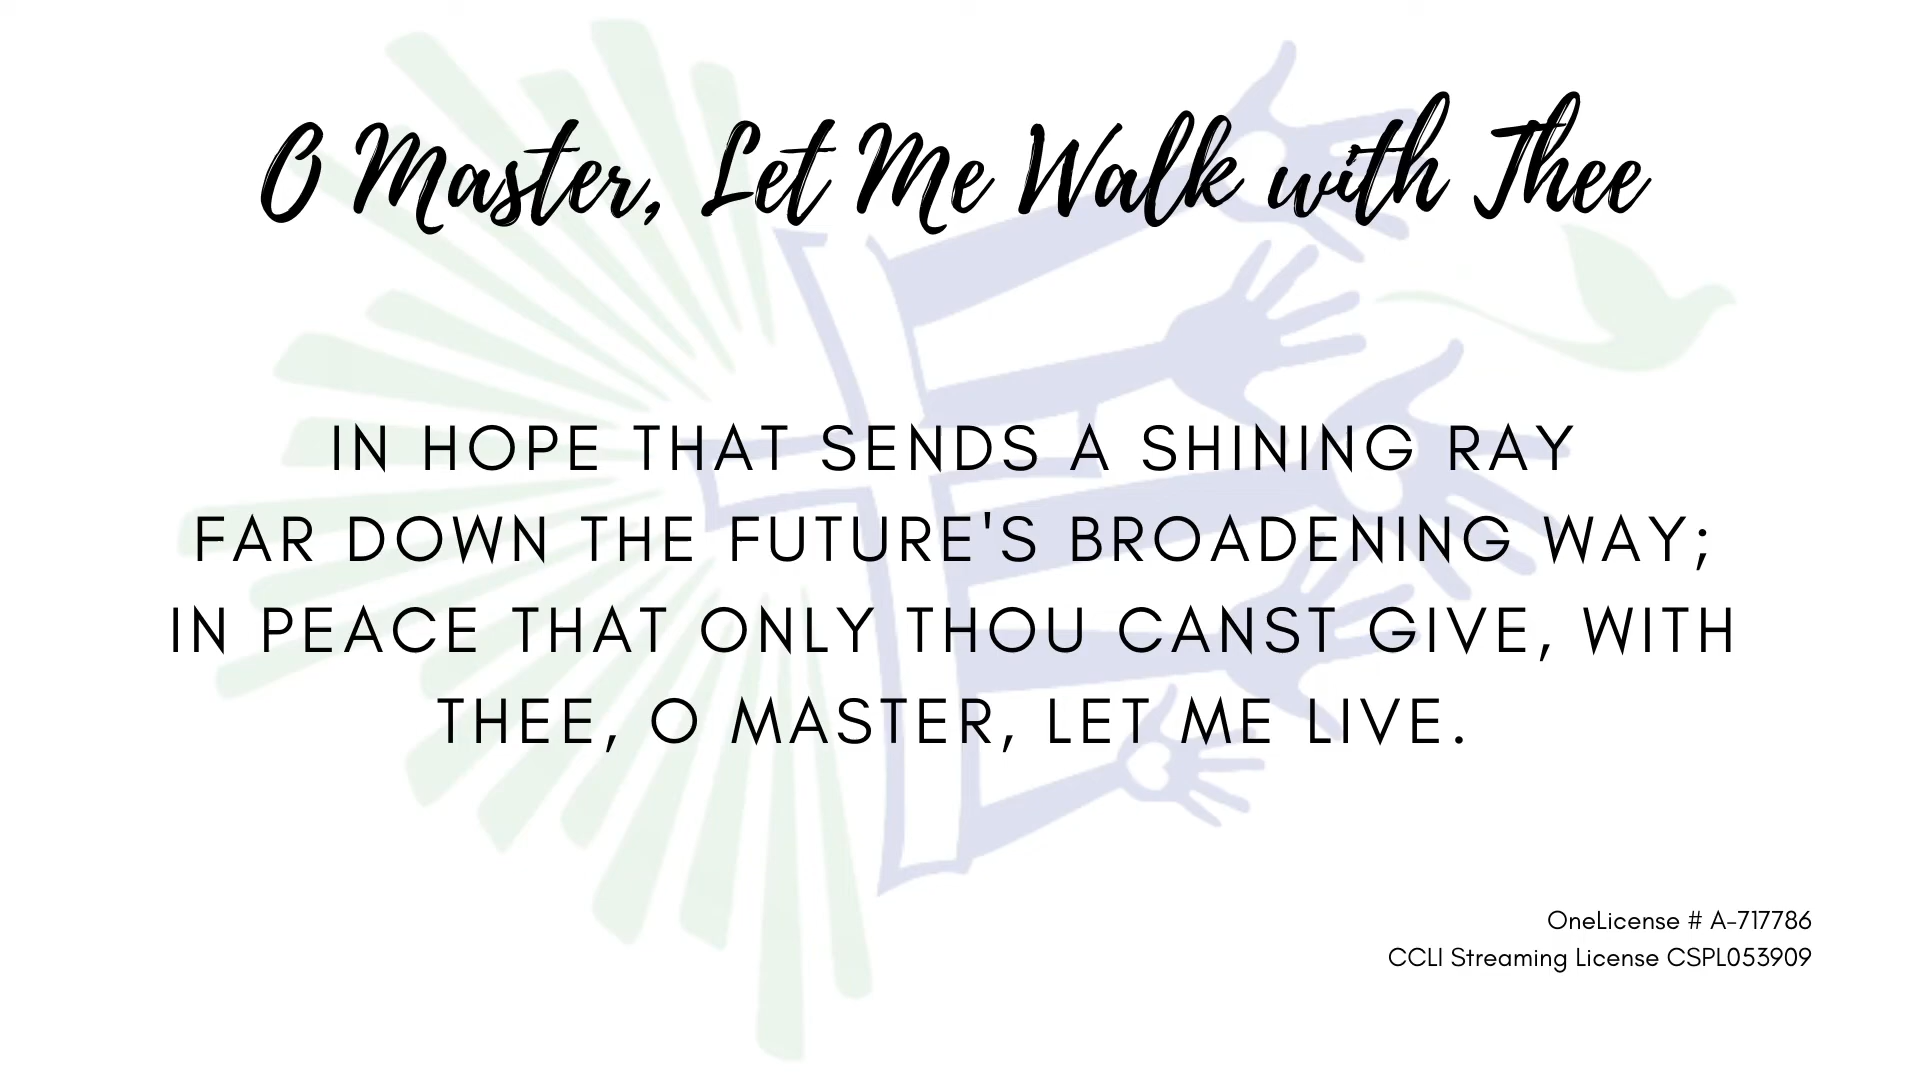 O Master, Let Me Walk with Thee
IN HOPE THAT SENDS A SHINING RAY
FAR DOWN THE FUTURE'S BROADENING WAY;
IN PEACE THAT ONLY THOU CANST GIVE, WITH
THEE, O MASTER, LET ME LIVE.
OneLicense # A-717786
CCLI Streaming License CSPL053909